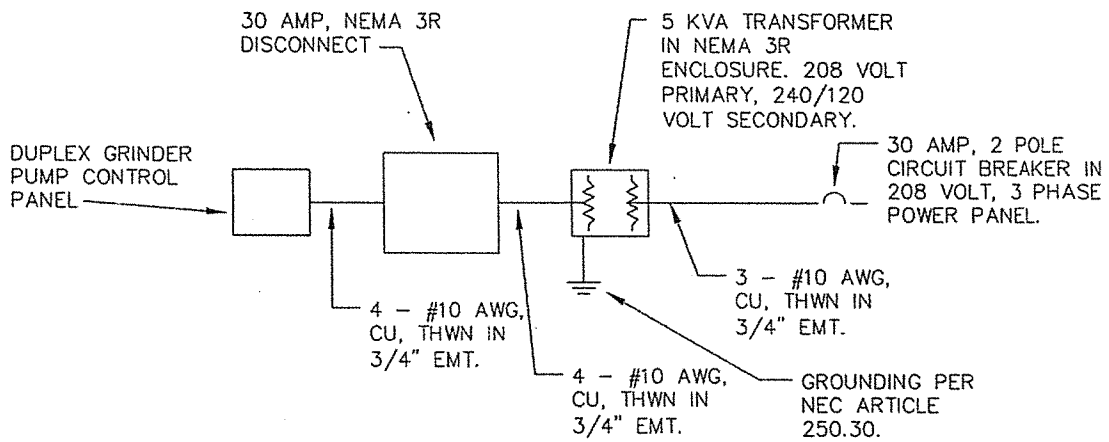 30 AMP, NEMA 3R
DISCONNECT
5 KVA TRANSFORMER
IN NEMA 3R
ENCLOSURE. 208 VOLT
PRIMARY, 240/120
VOLT SECONDARY.
DUPLEX GRINDER
PUMP CONTROL
PANEL
30 AMP, 2 POLE
CIRCUIT BREAKER IN
208 VOLT, 3 PHASE
POWER PANEL.
4 - #10 AWG,
CU, THWN IN
3/4" EMT.
4 - #10 AWG,
CU, THWN IN
3/4" EMT.
3 - #10 AWG,
CU, THWN IN
3/4" EMT.
GROUNDING PER
NEC ARTICLE
250.30.